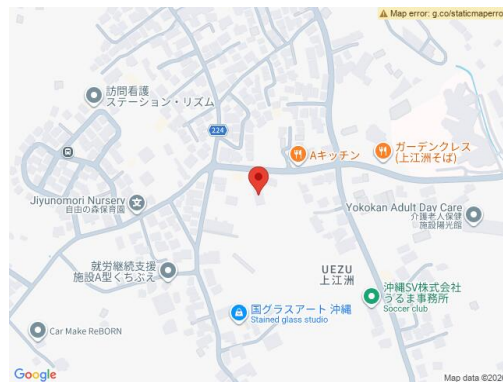 Map error: g.co/staticmaperro
訪問看護
ステーション・リズム
224
Aキッチン
ガーデンクレス
(上江洲そば)
Jiyunomori Nursery
自由の森保育園
Yokokan Adult Day Care
介護老人保健
施設陽光館
就労継続支援
施設A型くちぶえ
UEZU
上江洲
沖縄SV株式会社
うるま事務所
Soccer club
国グラスアート 沖縄
Stained glass studio
Car Make ReBORN
Google
Map data ©202